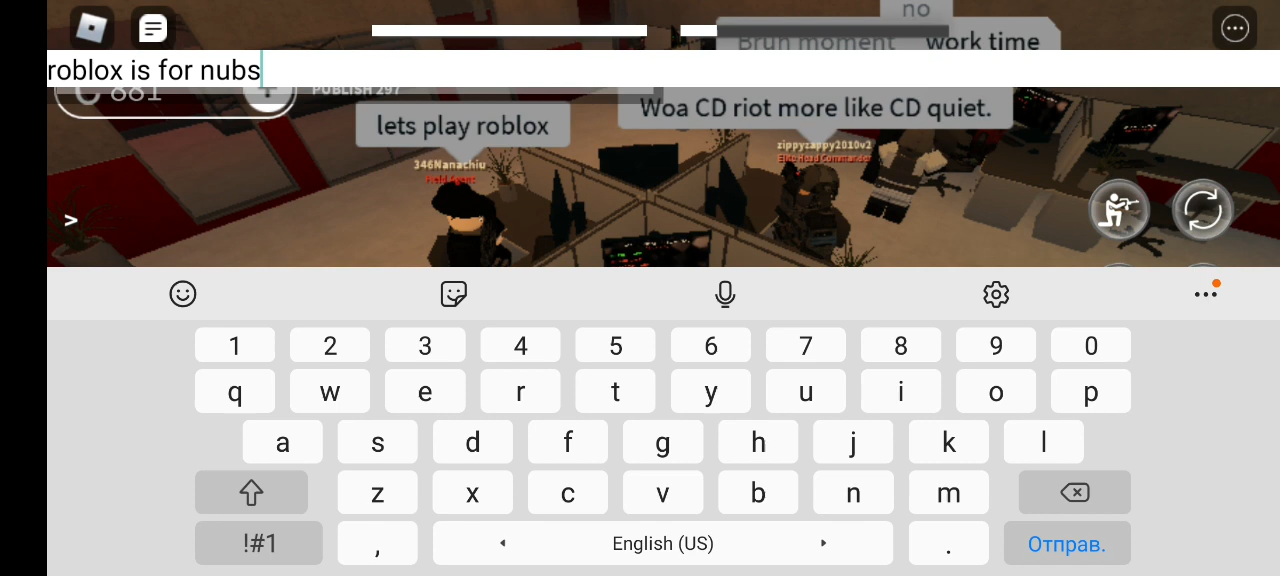 no
Bruh moment
work time
roblox is for nubs
C 881
PUBLISH 297
Woa CD riot more like CD quiet.
lets play roblox
zippyzappy2010v2
Elite Head Commander
346Nanachiu
Field Agent
>
1 2 3 4 5 6 7 8 9 0
q w e r t y u i o p
a s d f g h j k l
z x c v b n m
!#1 , English (US) . Отправ.